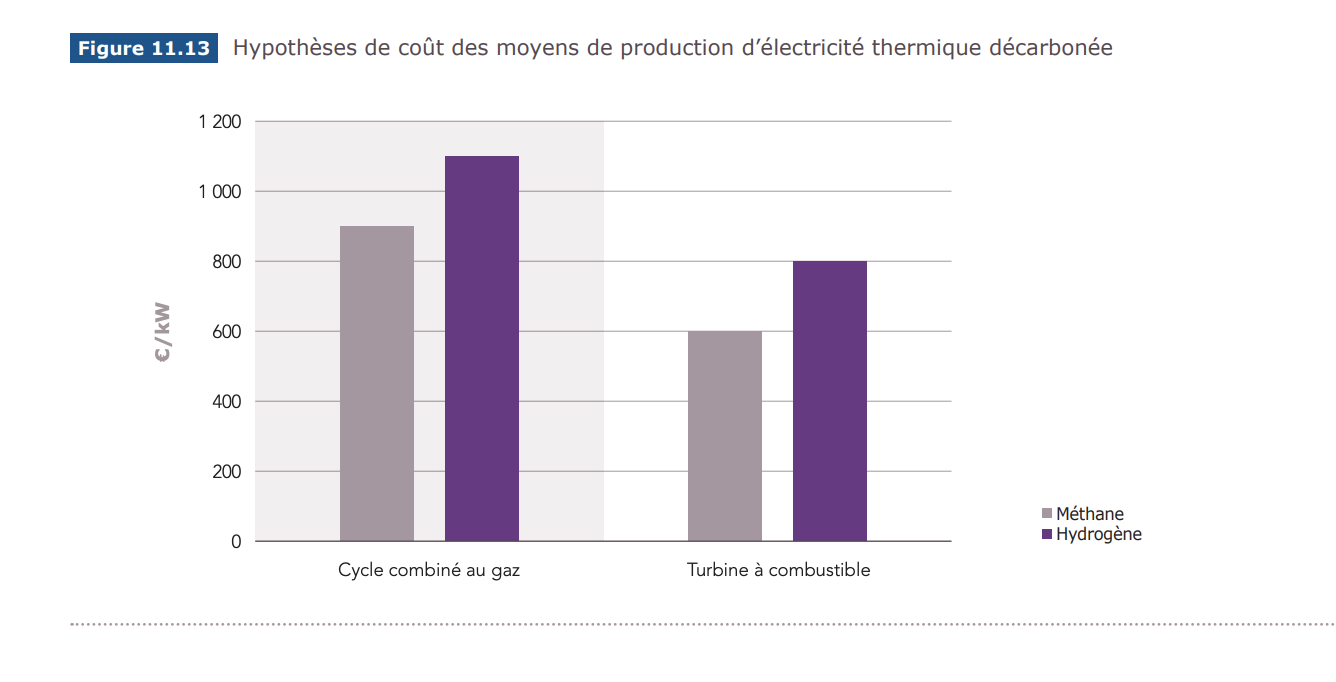 Figure 11.13 Hypothèses de coût des moyens de production d’électricité thermique décarbonée
1 200
1 000
800
600
400
200
0
€/kW
Cycle combiné au gaz
Turbine à combustible
Méthane
Hydrogène